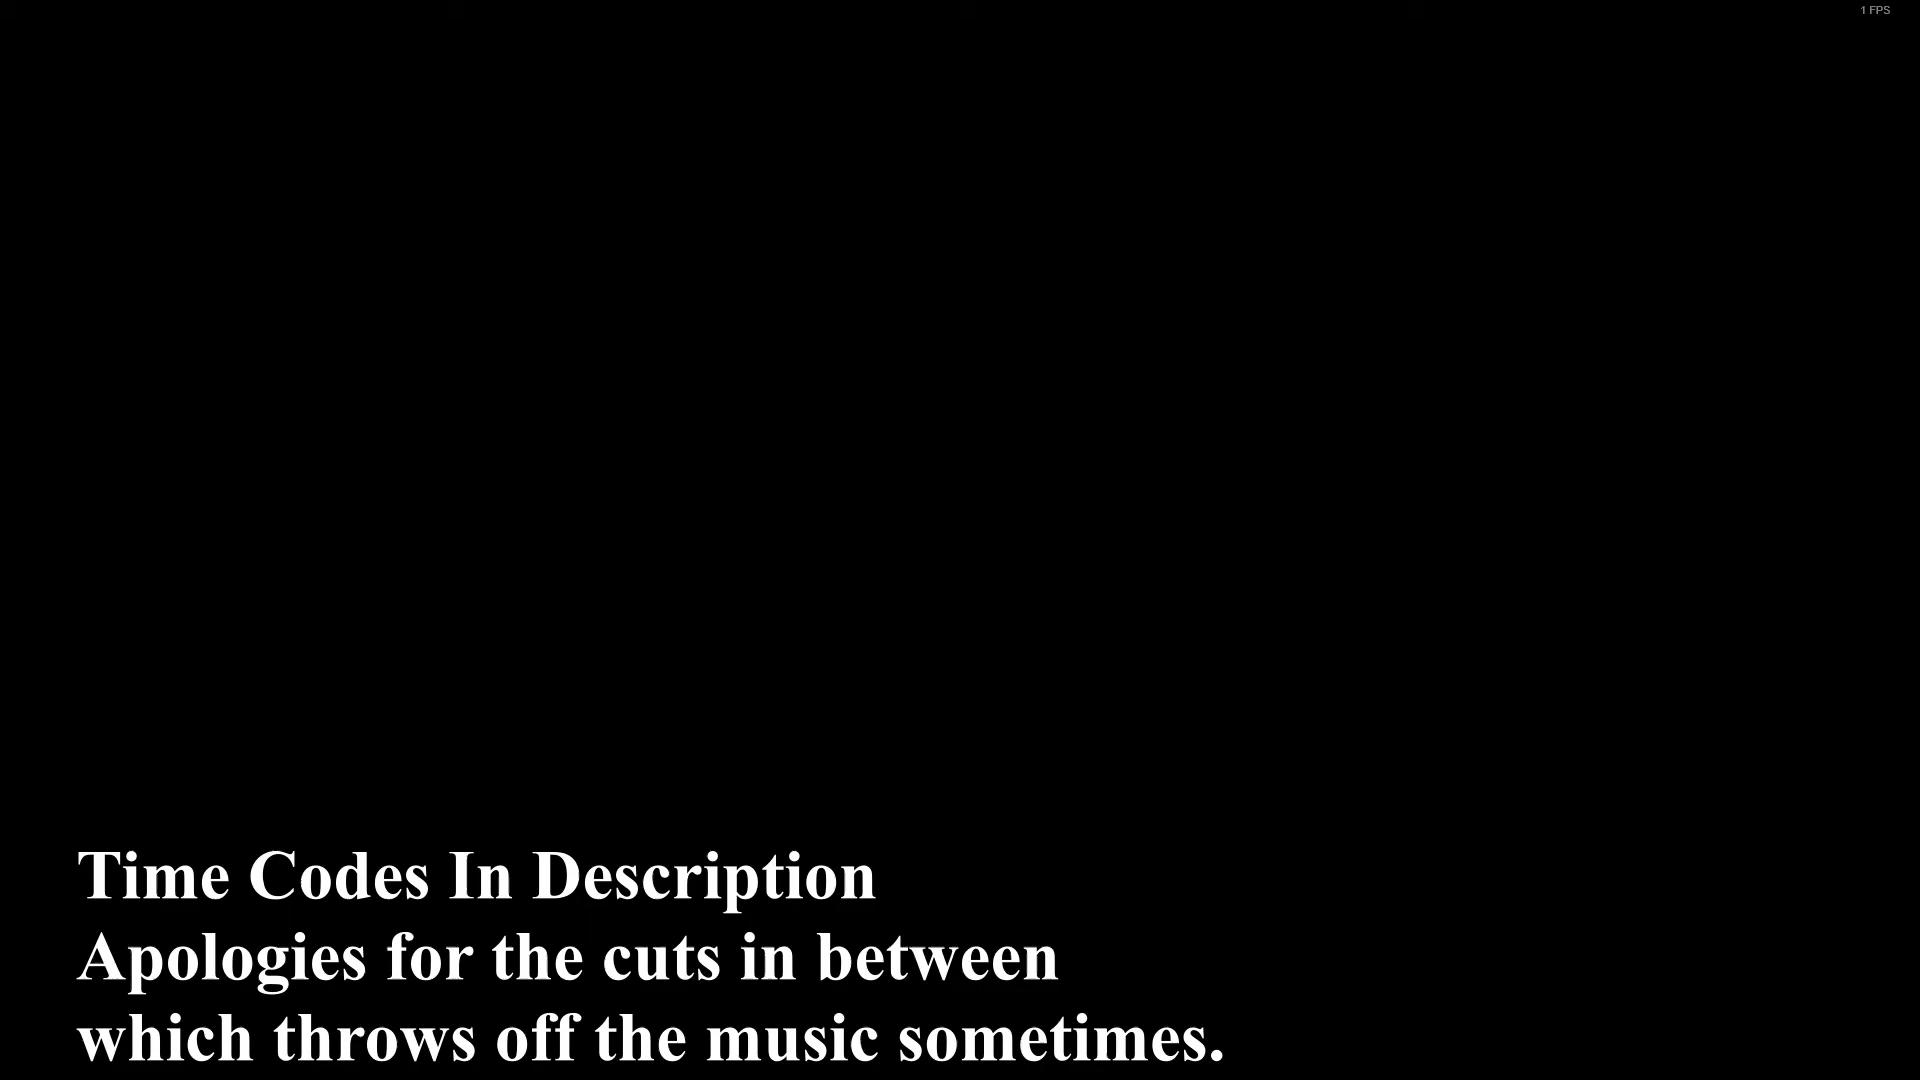 1 FPS
Time Codes In Description
Apologies for the cuts in between
which throws off the music sometimes.